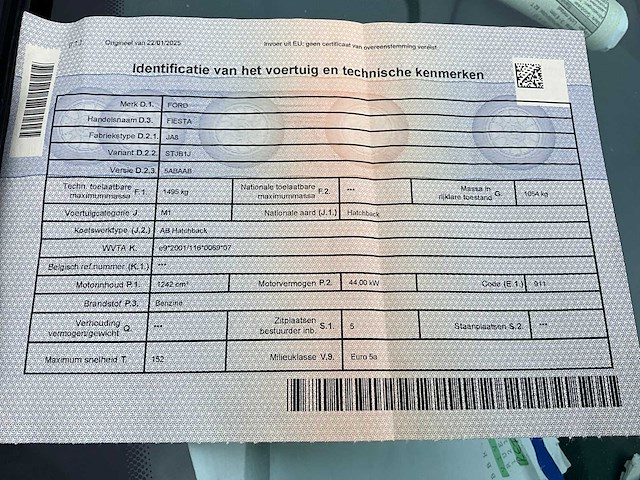 Origineel van 22/01/2025
Invoer uit EU: geen certificaat van overeenstemming vereist
Identificatie van het voertuig en technische kenmerken
Merk D.1. FORD
Handelsnaam D.3. FIESTA
Fabriekstype D.2.1. JA8
Variant D.2.2. STJB1J
Versie D.2.3. 5ABAAB
Techn. toelaatbare maximummassa F.1. 1495 kg Nationale toelaatbare maximummassa F.2. *** Massa in rijklare toestand G. 1054 kg
Voertuigcategorie J. M1 Nationale aard (J.1.) Hatchback
Koetswerktype (J.2.) AB Hatchback
WVTA K. e9*2001/116*0069*07
Belgisch ref.nummer (K.1.) ***
Motorinhoud P.1. 1242 cm³ Motorvermogen P.2. 44,00 kW Code (E.1.) 911
Brandstof P.3. Benzine
Verhouding vermogen/gewicht Q. *** Zitplaatsen bestuurder inb. S.1. 5 Staanplaatsen S.2. ***
Maximum snelheid T. 152 Milieuklasse V.9. Euro 5a